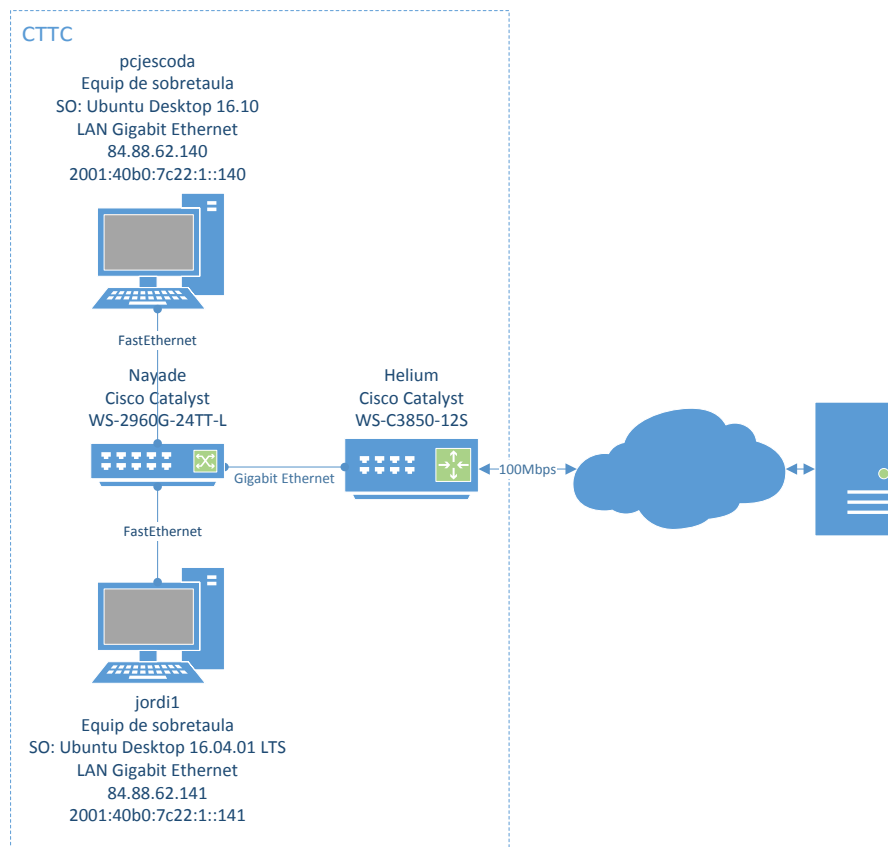 CTTC
pcjescoda
Equip de sobretaula
SO: Ubuntu Desktop 16.10
LAN Gigabit Ethernet
84.88.62.140
2001:40b0:7c22:1::140
FastEthernet
Nayade
Cisco Catalyst
WS-2960G-24TT-L
Helium
Cisco Catalyst
WS-C3850-12S
Gigabit Ethernet
100Mbps
FastEthernet
jordi1
Equip de sobretaula
SO: Ubuntu Desktop 16.04.01 LTS
LAN Gigabit Ethernet
84.88.62.141
2001:40b0:7c22:1::141